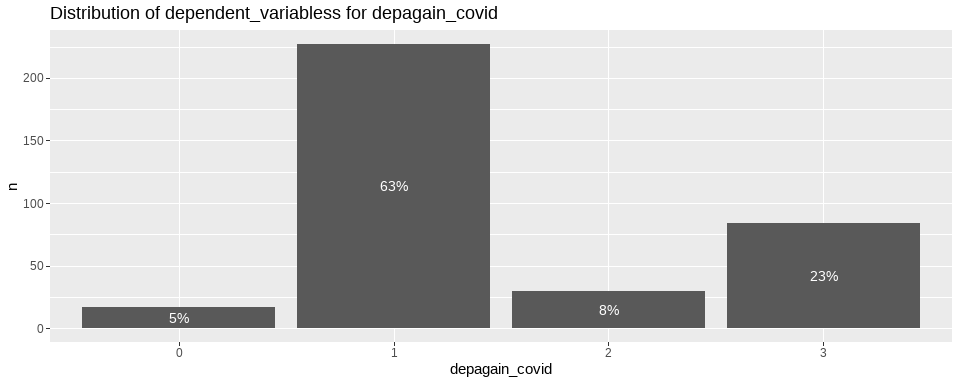 Distribution of dependent_variabless for depagain_covid
n
200
150
100
50
0
63%
23%
8%
5%
0 1 2 3
depagain_covid